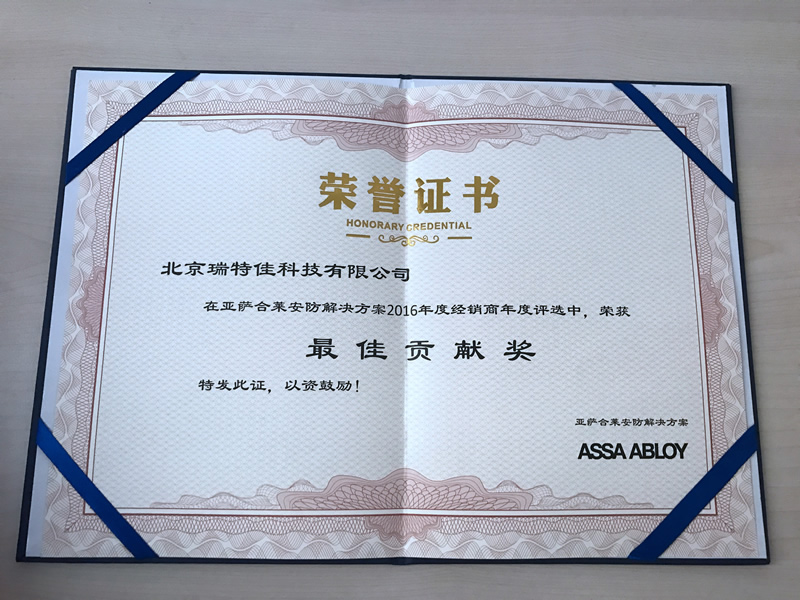 荣誉证书
HONORARY CREDENTIAL
北京瑞特佳科技有限公司
在亚萨合莱安防解决方案2016年度经销商年度评选中，荣获
最佳贡献奖
特发此证，以资鼓励！
亚萨合莱安防解决方案
ASSA ABLOY